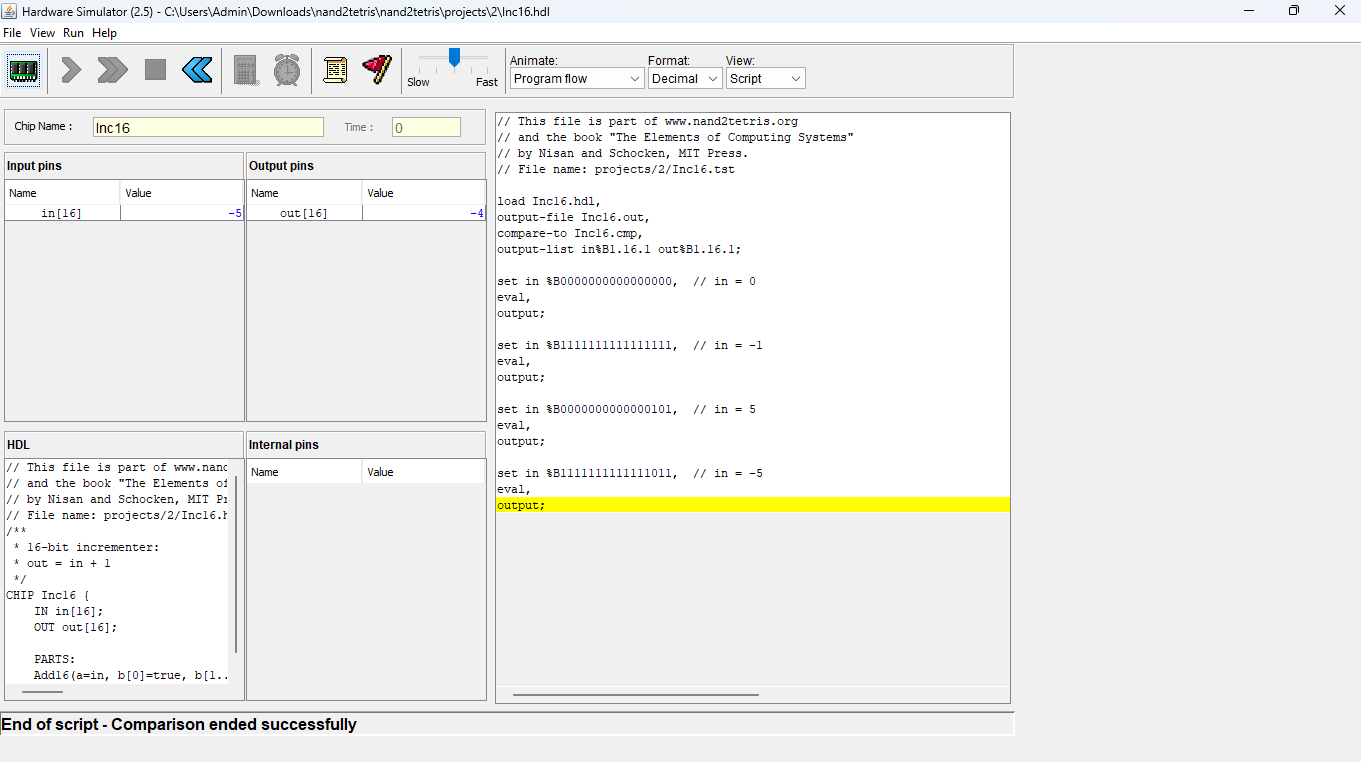 Hardware Simulator (2.5) - C:\Users\Admin\Downloads\nand2tetris\nand2tetris\projects\2\Inc16.hdl
File View Run Help
Slow Fast
Animate: Format: View:
Program flow Decimal Script
Chip Name : Inc16 Time : 0
Input pins
Name Value
in[16] -5
Output pins
Name Value
out[16] -4
HDL
// This file is part of www.nand
// and the book "The Elements of
// by Nisan and Schocken, MIT Pr
// File name: projects/2/Inc16.h
/**
* 16-bit incrementer:
* out = in + 1
*/
CHIP Inc16 {
IN in[16];
OUT out[16];
PARTS:
Add16(a=in, b[0]=true, b[1..
Internal pins
Name Value
// This file is part of www.nand2tetris.org
// and the book "The Elements of Computing Systems"
// by Nisan and Schocken, MIT Press.
// File name: projects/2/Inc16.tst
load Inc16.hdl,
output-file Inc16.out,
compare-to Inc16.cmp,
output-list in%B1.16.1 out%B1.16.1;
set in %B0000000000000000, // in = 0
eval,
output;
set in %B1111111111111111, // in = -1
eval,
output;
set in %B0000000000000101, // in = 5
eval,
output;
set in %B1111111111111011, // in = -5
eval,
output;
End of script - Comparison ended successfully